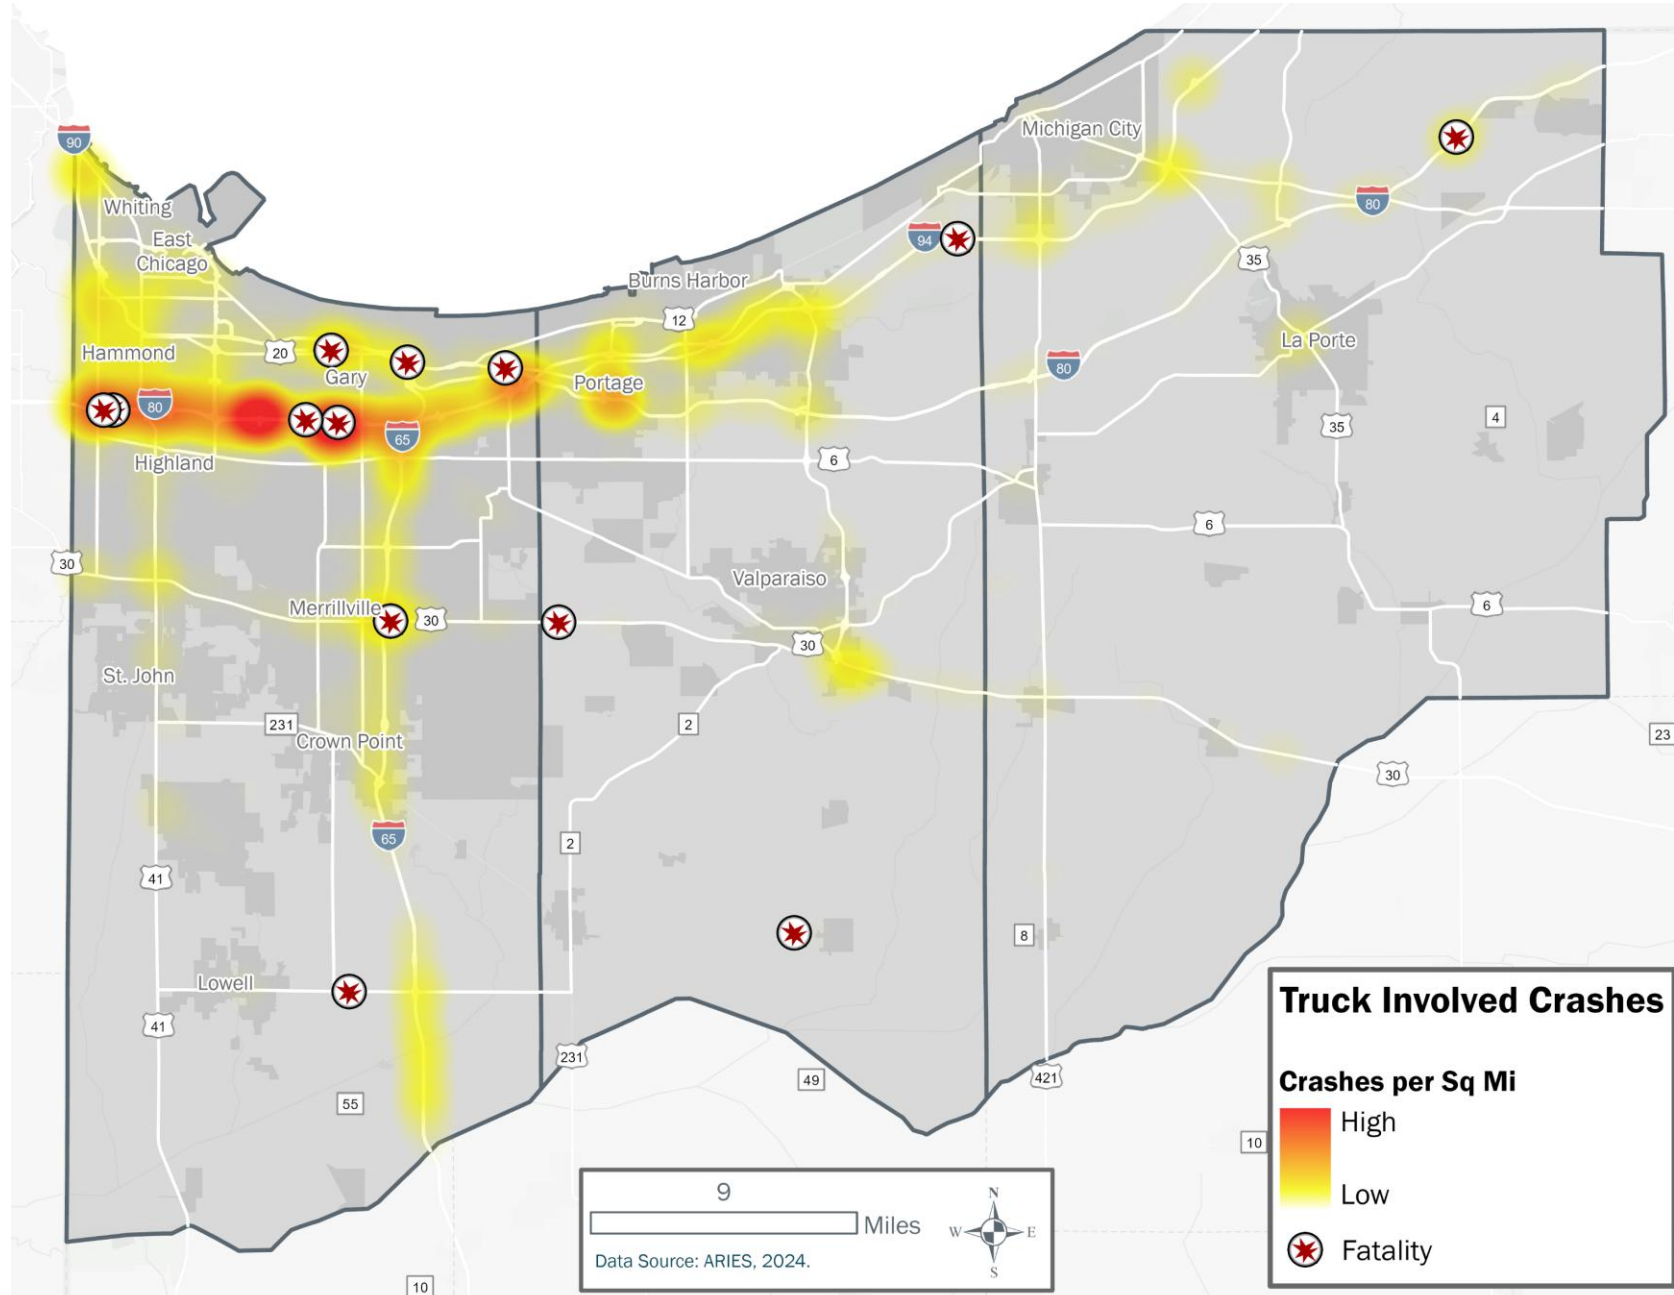 90
Michigan City
Whiting
80
East
Chicago
94
35
Burns Harbor
12
La Porte
Hammond
20
Gary
80
Portage
80
65
4
35
Highland
6
6
30
Valparaiso
6
Merrillville
30
30
St. John
231
2
23
Crown Point
30
65
2
41
8
Lowell
41
231
421
49
55
10
10
Truck Involved Crashes
Crashes per Sq Mi
High
Low
Fatality
9
Miles
Data Source: ARIES, 2024.
N
W
E
S